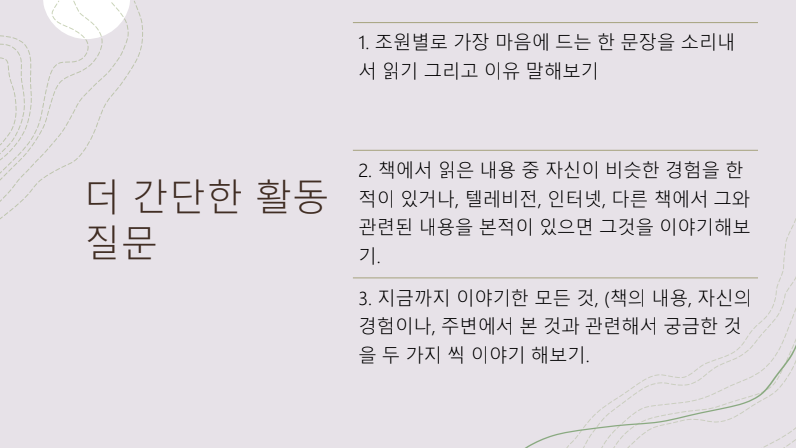 더 간단한 활동
질문
1. 조원별로 가장 마음에 드는 한 문장을 소리내
서 읽기 그리고 이유 말해보기
2. 책에서 읽은 내용 중 자신이 비슷한 경험을 한
적이 있거나, 텔레비전, 인터넷, 다른 책에서 그와
관련된 내용을 본적이 있으면 그것을 이야기해보
기.
3. 지금까지 이야기한 모든 것, (책의 내용, 자신의
경험이나, 주변에서 본 것과 관련해서 궁금한 것
을 두 가지 씩 이야기 해보기.